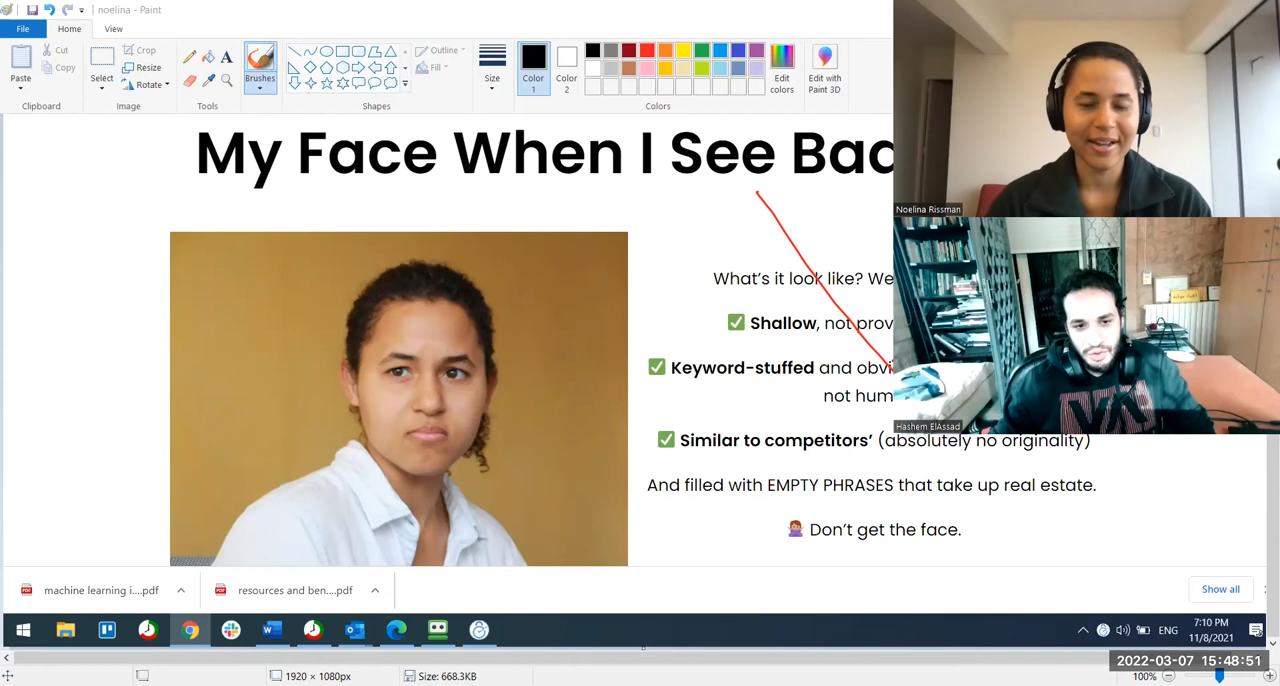 noelina - Paint
File
Home
View
Paste
Cut
Copy
Clipboard
Select
Crop
Resize
Rotate
Image
Tools
Brushes
Shapes
Outline
Fill
Size
Color
1
Color
2
Colors
Edit
colors
Edit with
Paint 3D
My Face When I See Bad
What's it look like? We
Shallow, not prov
Keyword-stuffed and obvi
not hum
Similar to competitors' (absolutely no originality)
And filled with EMPTY PHRASES that take up real estate.
Don't get the face.
Noelina Rissman
Hashem ElAssad
machine learning i....pdf
resources and ben....pdf
Show all
ENG
7:10 PM
11/8/2021
2022-03-07 15:48:51
1920 × 1080px
Size: 668.3KB
100%